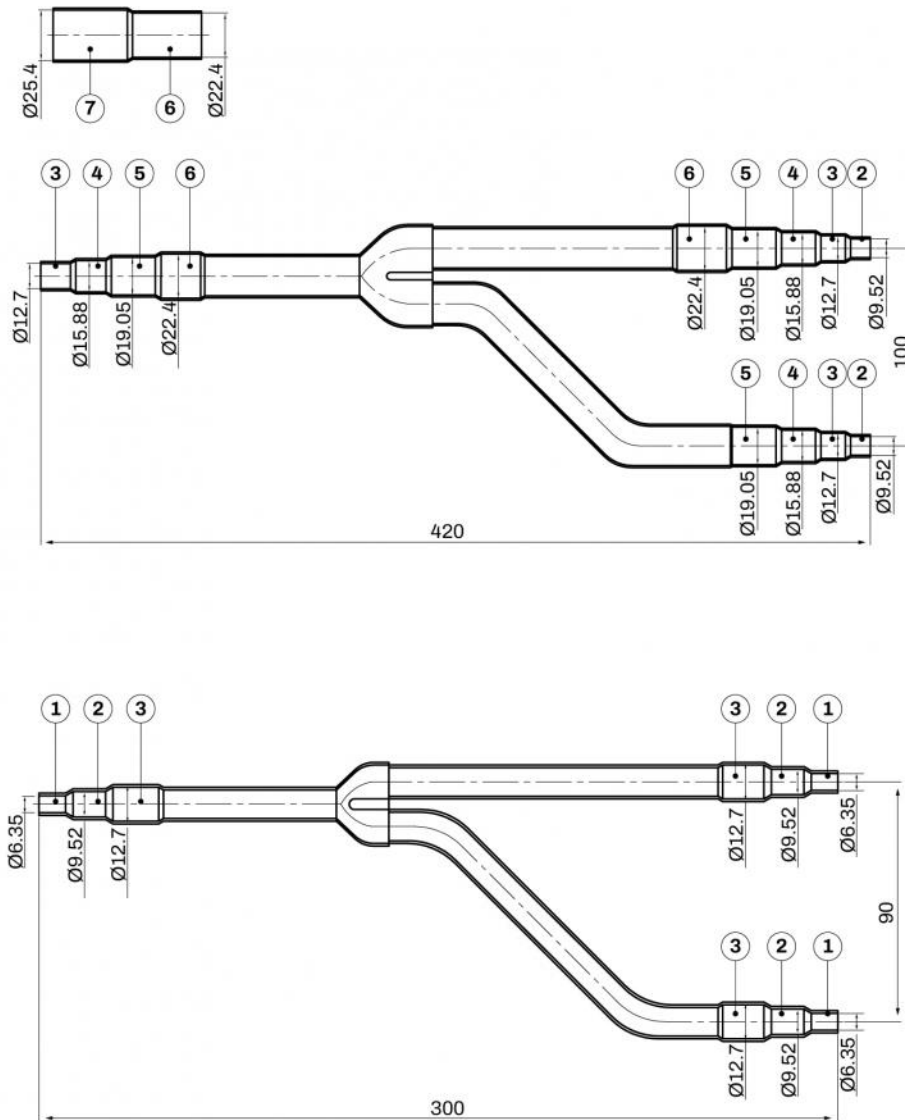 Ø25.4
7
6
Ø22.4
3 4 5 6
6 5 4 3 2
Ø12.7
Ø15.88
Ø19.05
Ø22.4
Ø22.4
Ø19.05
Ø15.88
Ø12.7
Ø9.52
100
5 4 3 2
Ø19.05
Ø15.88
Ø12.7
Ø9.52
420
1 2 3
3 2 1
Ø6.35
Ø9.52
Ø12.7
Ø12.7
Ø9.52
Ø6.35
90
3 2 1
Ø12.7
Ø9.52
Ø6.35
300